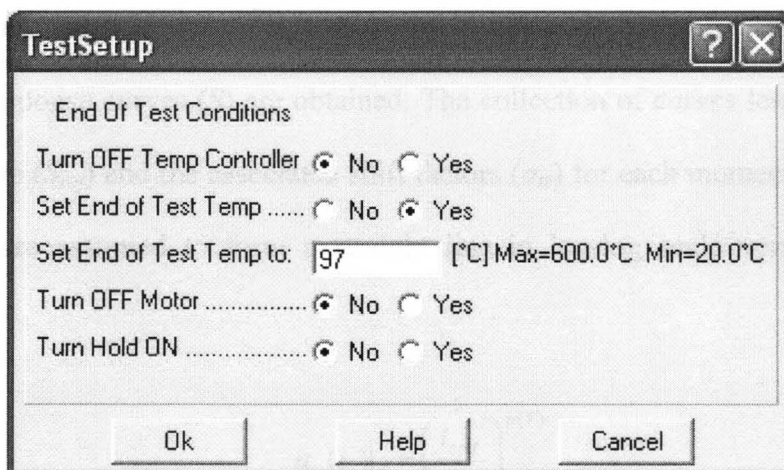 TestSetup
End Of Test Conditions
Turn OFF Temp Controller No Yes
Set End of Test Temp ...... No Yes
Set End of Test Temp to: 97 [°C] Max=600.0°C Min=20.0°C
Turn OFF Motor ................ No Yes
Turn Hold ON ................... No Yes
Ok Help Cancel